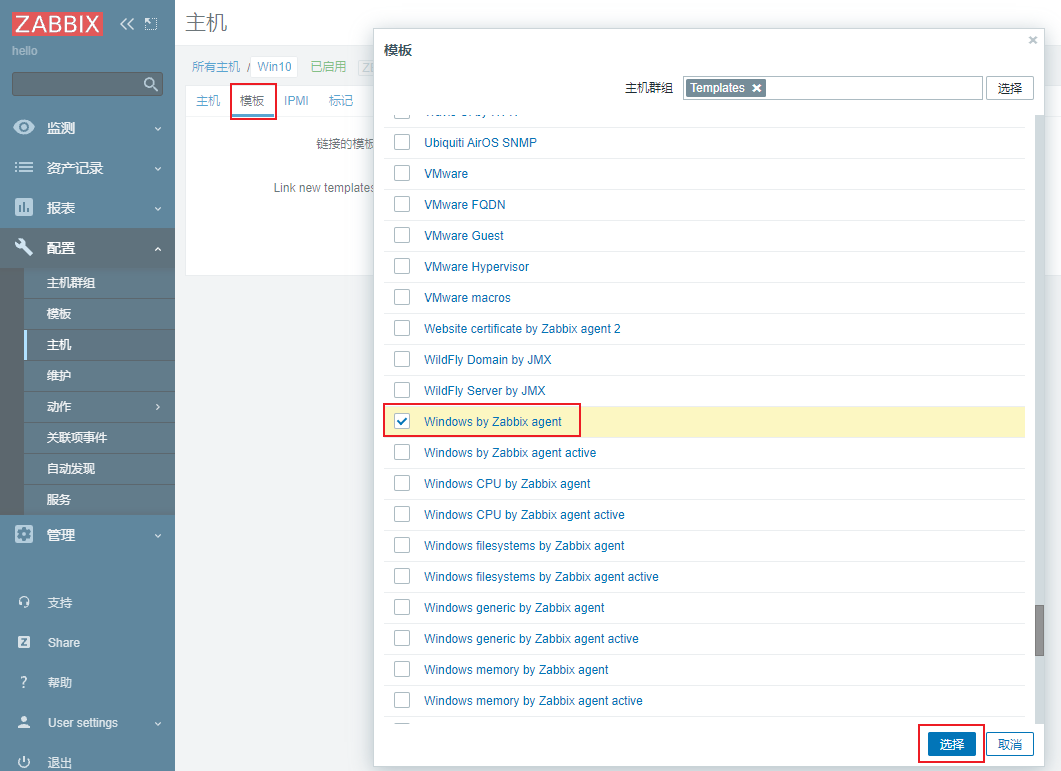 ZABBIX
hello
监测
资产记录
报表
配置
主机群组
模板
主机
维护
动作
关联项事件
自动发现
服务
管理
支持
Share
帮助
User settings
退出
主机
所有主机 / Win10 已启用
主机 模板 IPMI 标记
链接的模板
Link new templates
模板
主机群组 Templates 选择
Ubiquiti AirOS SNMP
VMware
VMware FQDN
VMware Guest
VMware Hypervisor
VMware macros
Website certificate by Zabbix agent 2
WildFly Domain by JMX
WildFly Server by JMX
Windows by Zabbix agent
Windows by Zabbix agent active
Windows CPU by Zabbix agent
Windows CPU by Zabbix agent active
Windows filesystems by Zabbix agent
Windows filesystems by Zabbix agent active
Windows generic by Zabbix agent
Windows generic by Zabbix agent active
Windows memory by Zabbix agent
Windows memory by Zabbix agent active
选择 取消